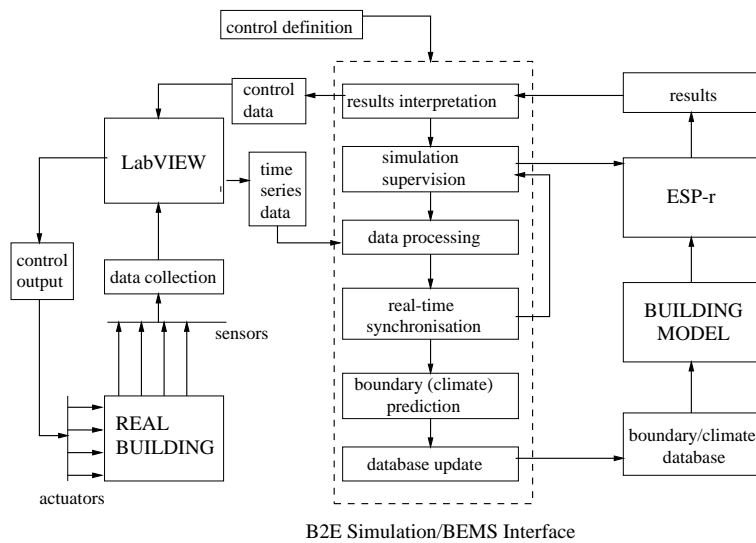 control definition
control
data
results interpretation
results
LabVIEW
time
series
data
simulation
supervision
ESP-r
data processing
control
output
data collection
real-time
synchronisation
BUILDING
MODEL
sensors
boundary (climate)
prediction
REAL
BUILDING
database update
boundary/climate
database
actuators
B2E Simulation/BEMS Interface